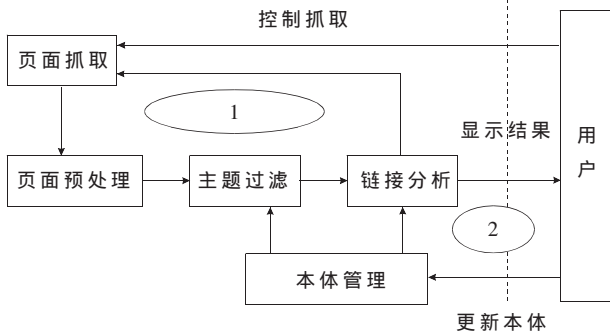 控制抓取
页面抓取
1
显示结果
用户
页面预处理
主题过滤
链接分析
2
本体管理
更新本体